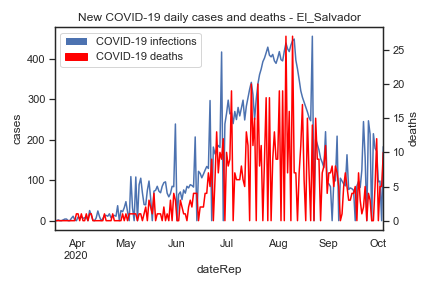 New COVID-19 daily cases and deaths - El_Salvador
COVID-19 infections
COVID-19 deaths
400
300
200
100
0
cases
25
20
15
10
5
0
deaths
Apr
2020
May
Jun
Jul
Aug
Sep
Oct
dateRep